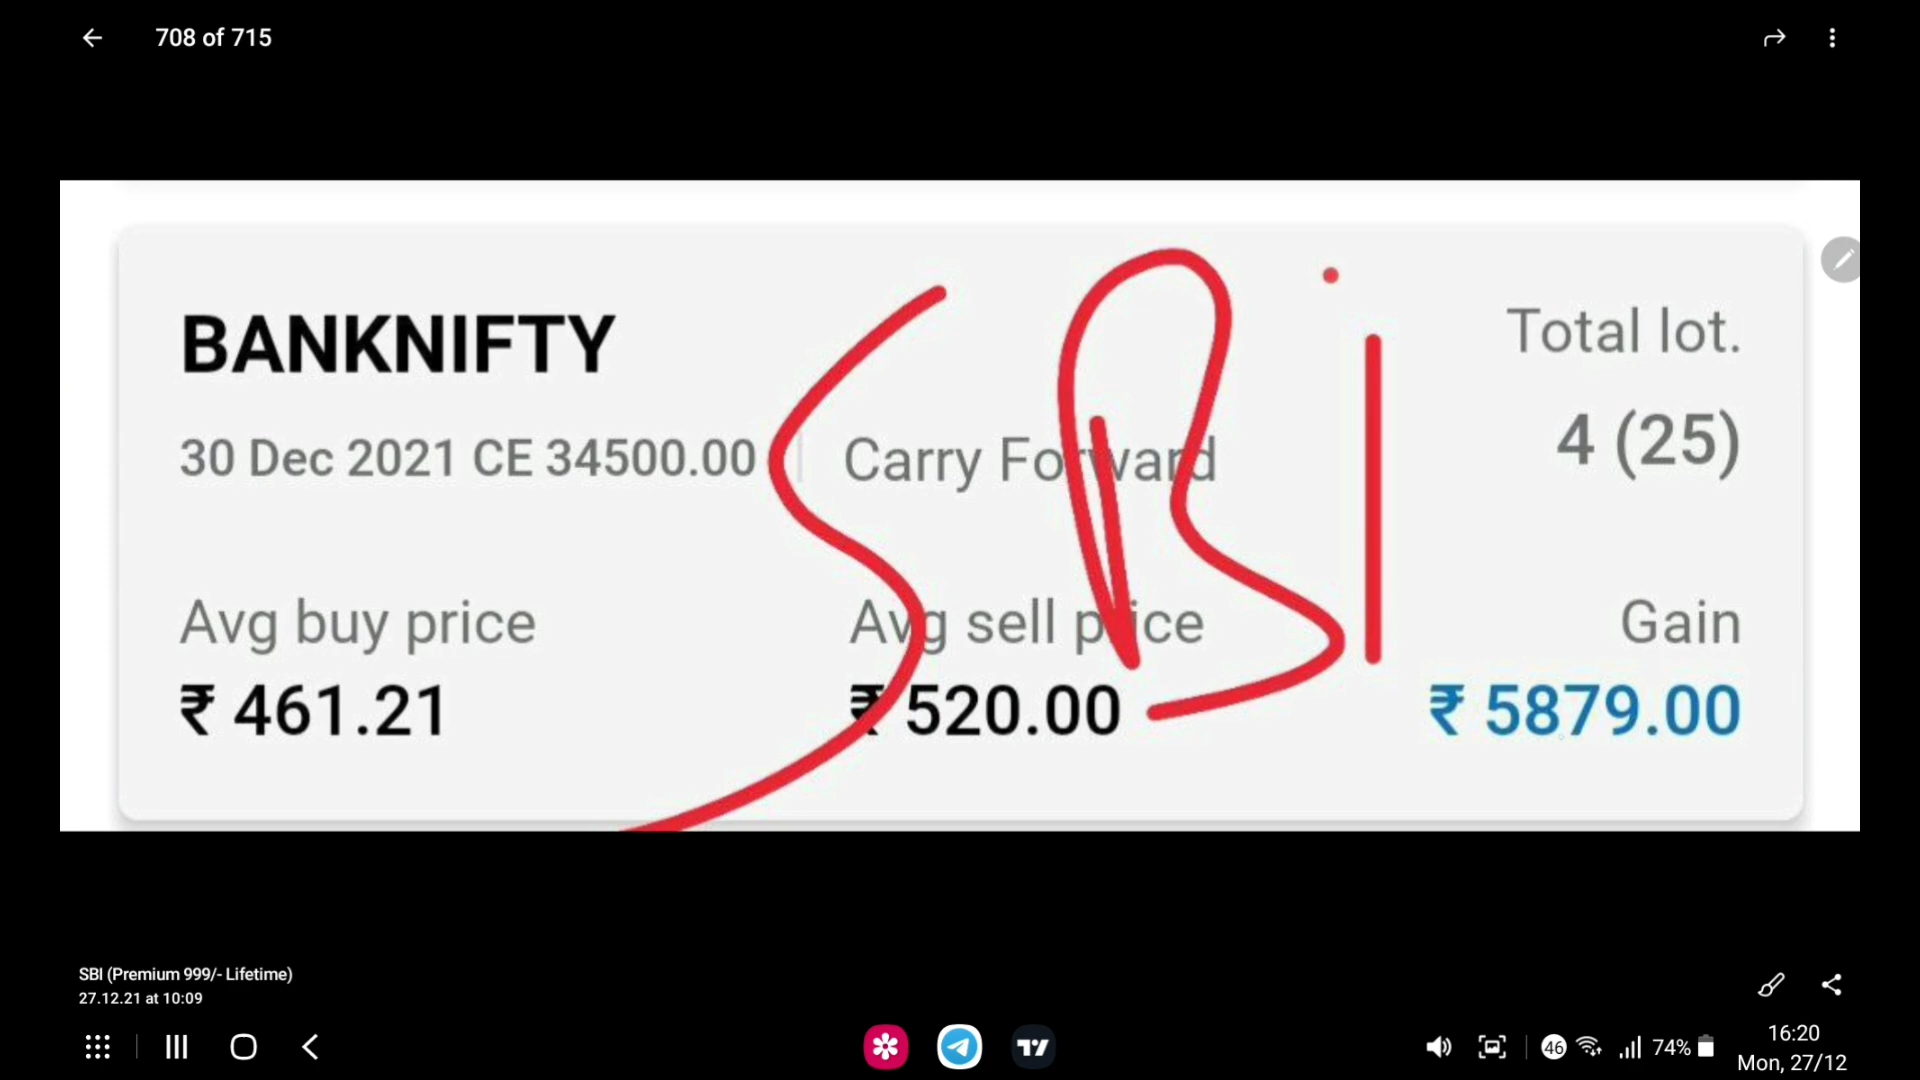 708 of 715
BANKNIFTY
Total lot.
30 Dec 2021 CE 34500.00 Carry Forward
4 (25)
SBI
Avg buy price Avg sell price Gain
₹ 461.21 ₹ 520.00 ₹ 5879.00
SBI (Premium 999/- Lifetime)
27.12.21 at 10:09
46 74% 16:20
Mon, 27/12